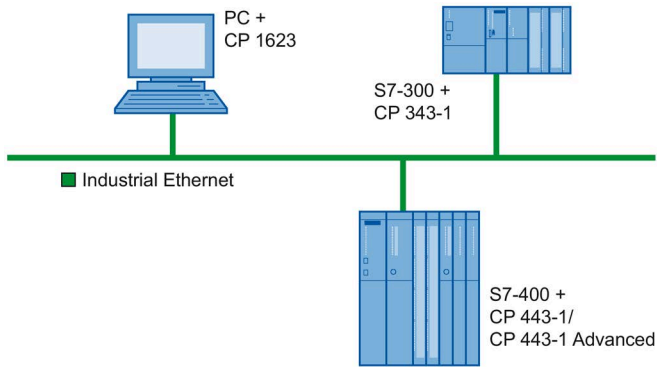 PC +
CP 1623
S7-300 +
CP 343-1
Industrial Ethernet
S7-400 +
CP 443-1/
CP 443-1 Advanced